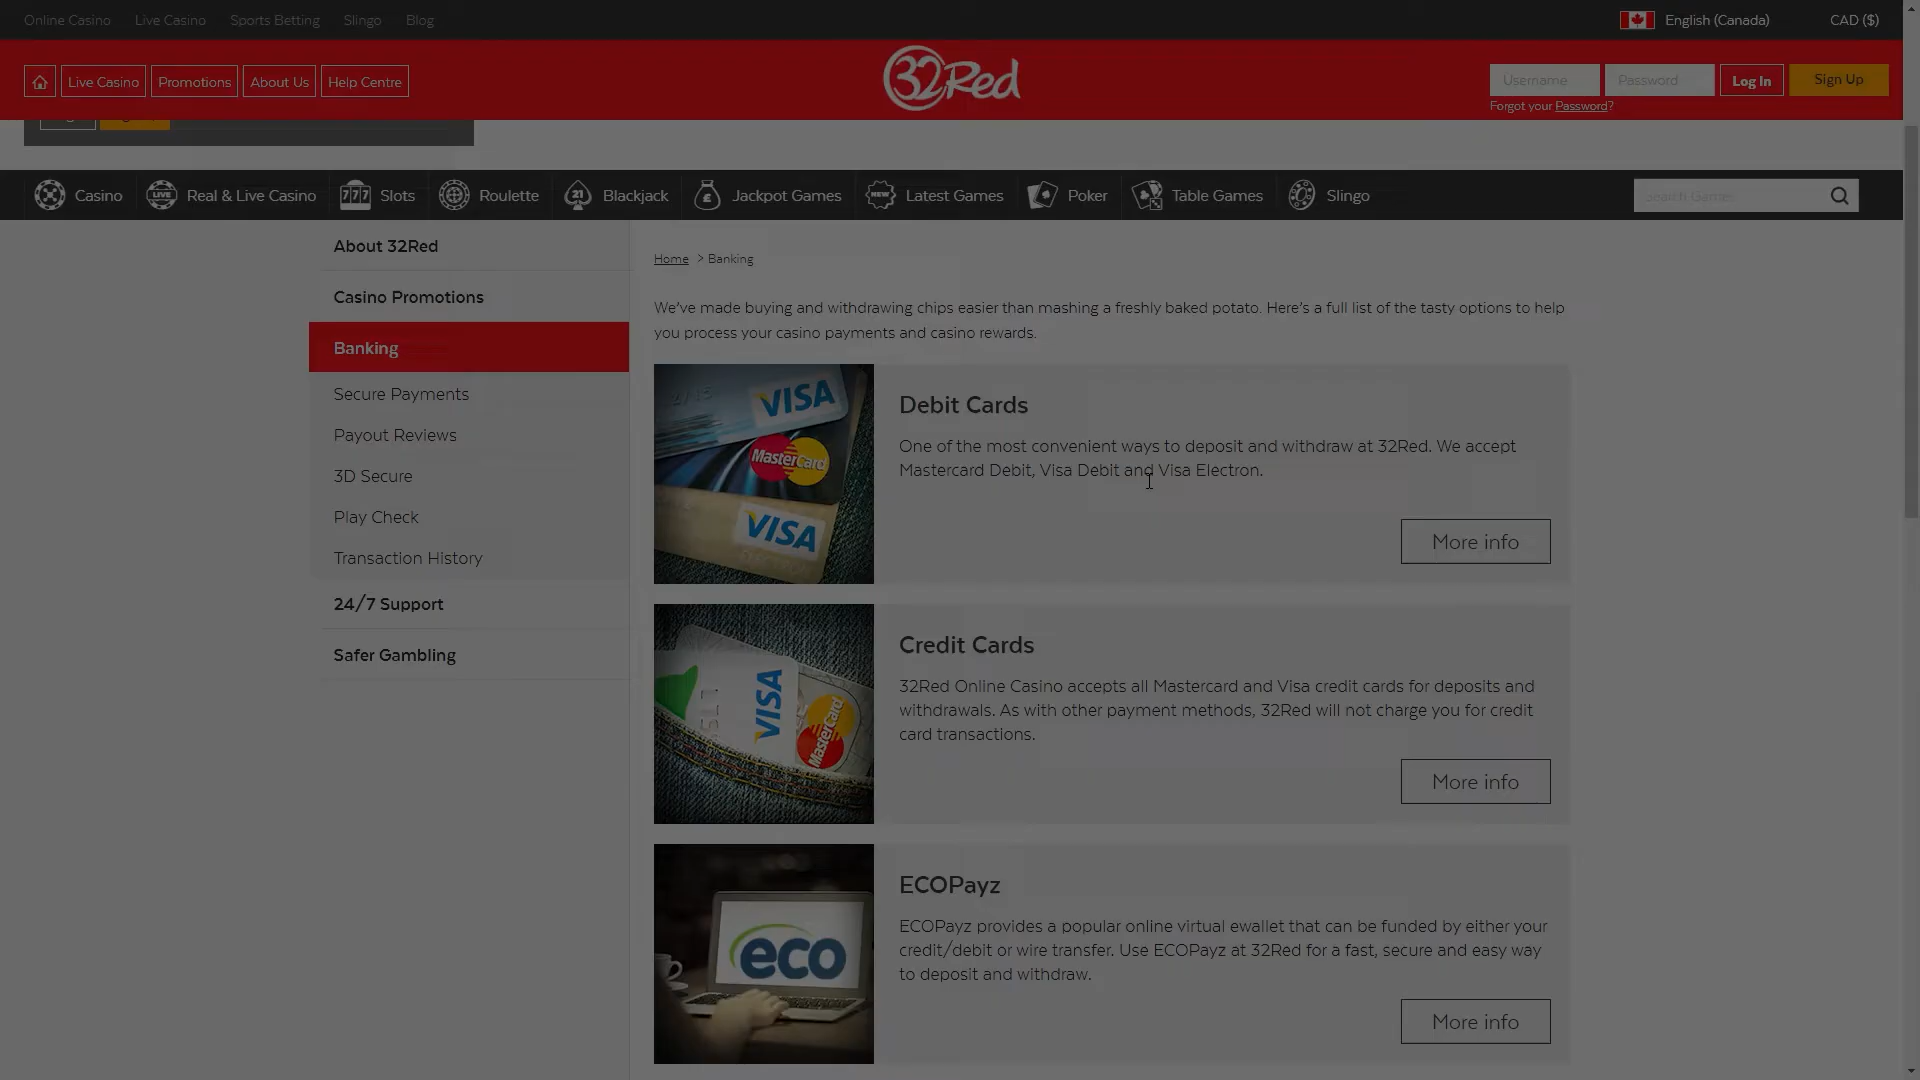 Online Casino Live Casino Sports Betting Slingo Blog English (Canada) CAD ($)
Live Casino Promotions About Us Help Centre 32Red Username Password Log In Sign Up
Forgot your Password?
Casino LIVE Real & Live Casino 777 Slots Roulette 21 Blackjack £ Jackpot Games NEW Latest Games Poker Table Games Slingo Search Games
About 32Red
Casino Promotions
Banking
Secure Payments
Payout Reviews
3D Secure
Play Check
Transaction History
24/7 Support
Safer Gambling
Home > Banking
We've made buying and withdrawing chips easier than mashing a freshly baked potato. Here's a full list of the tasty options to help
you process your casino payments and casino rewards.
VISA
MasterCard
VISA
Debit Cards
One of the most convenient ways to deposit and withdraw at 32Red. We accept
Mastercard Debit, Visa Debit and Visa Electron.
More info
VISA
MasterCard
Credit Cards
32Red Online Casino accepts all Mastercard and Visa credit cards for deposits and
withdrawals. As with other payment methods, 32Red will not charge you for credit
card transactions.
More info
eco
ECOPayz
ECOPayz provides a popular online virtual ewallet that can be funded by either your
credit/debit or wire transfer. Use ECOPayz at 32Red for a fast, secure and easy way
to deposit and withdraw.
More info